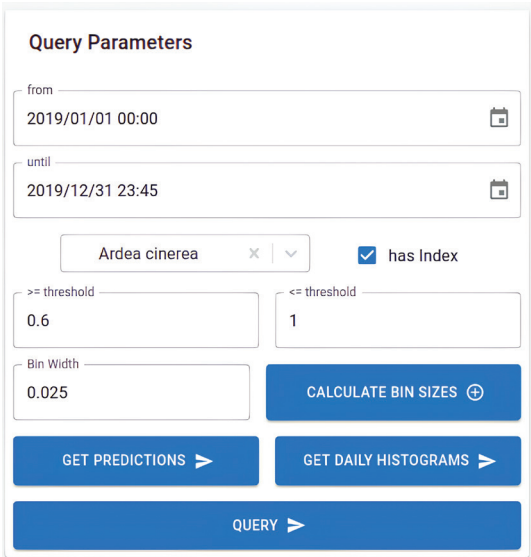 Query Parameters
from
2019/01/01 00:00
until
2019/12/31 23:45
Ardea cinerea
has Index
>= threshold
<= threshold
0.6
1
Bin Width
0.025
CALCULATE BIN SIZES
GET PREDICTIONS
GET DAILY HISTOGRAMS
QUERY